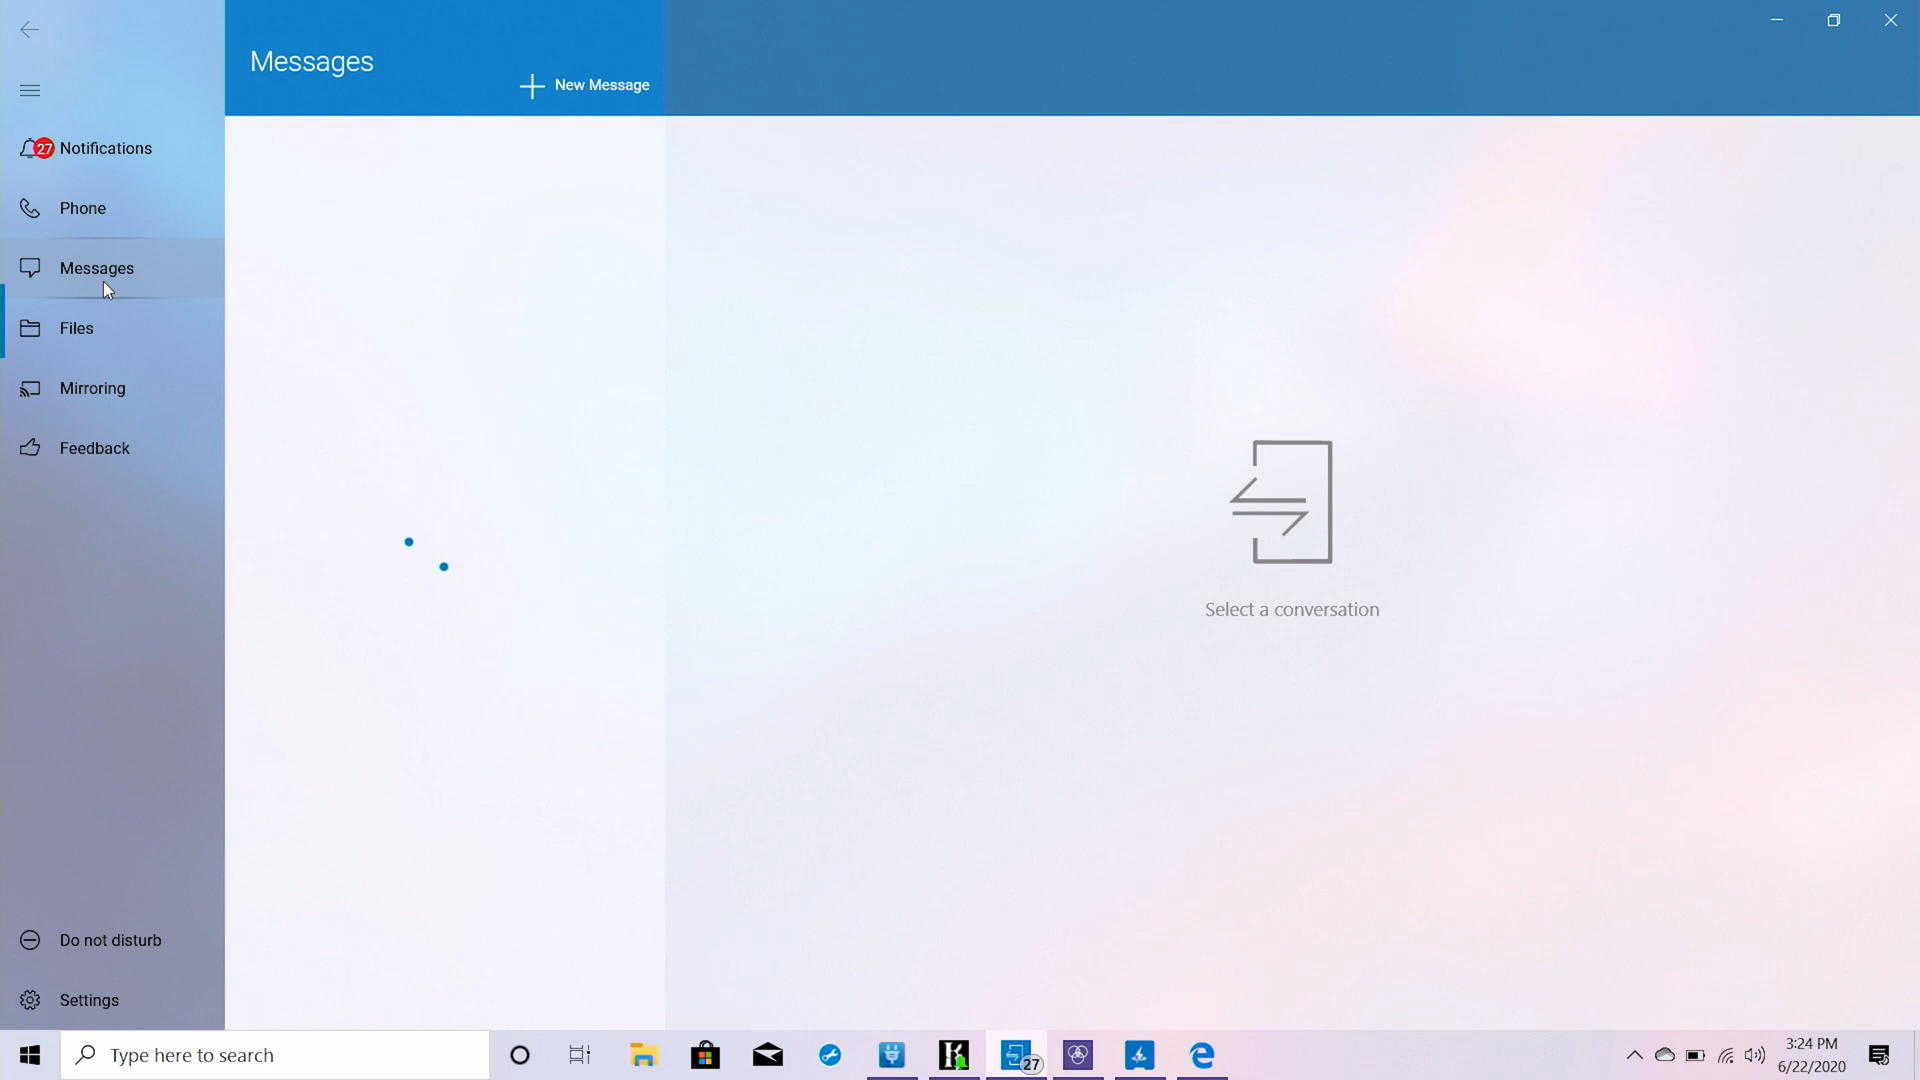 Messages
New Message
27 Notifications
Phone
Messages
Files
Mirroring
Feedback
Select a conversation
Do not disturb
Settings
Type here to search
27
3:24 PM
6/22/2020